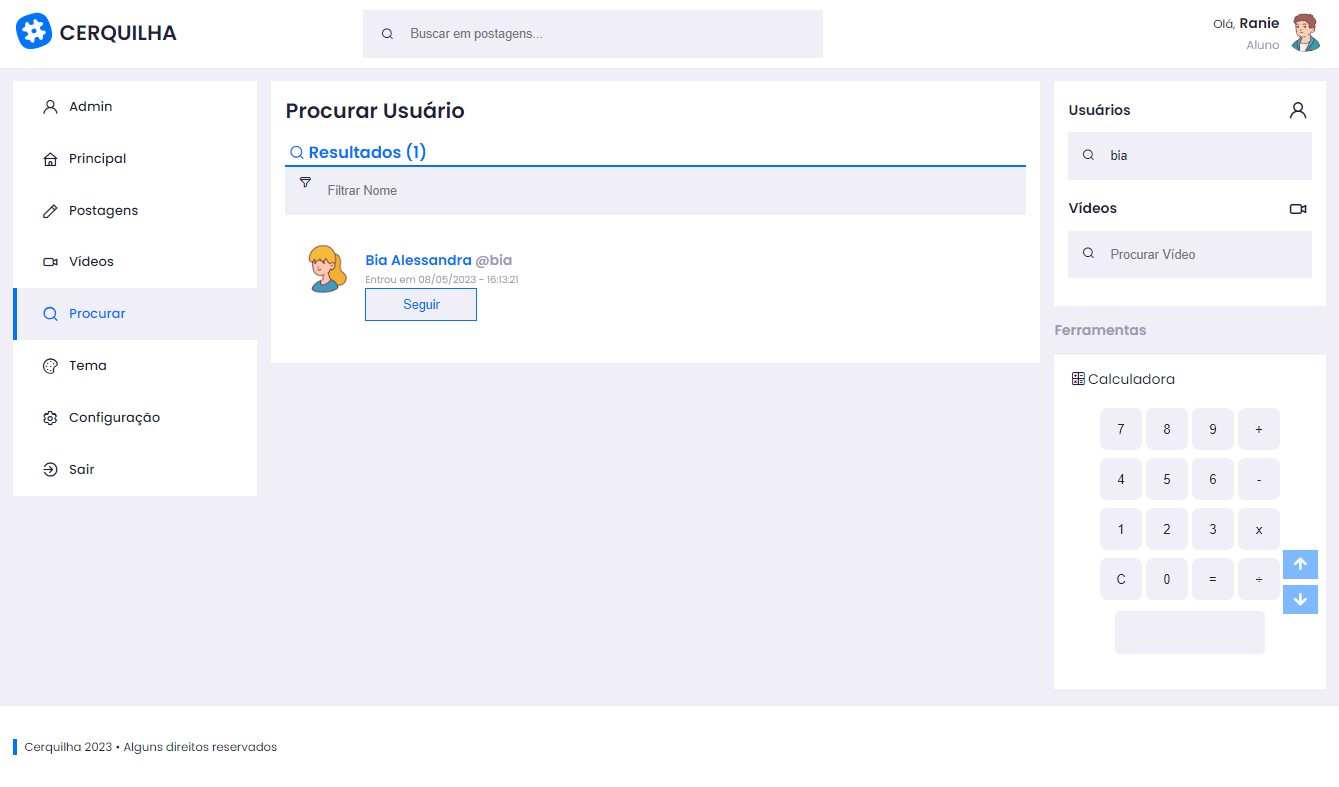 CERQUILHA
Buscar em postagens...
Olá, Ranie
Aluno
Admin
Principal
Postagens
Vídeos
Procurar
Tema
Configuração
Sair
Procurar Usuário
Resultados (1)
Filtrar Nome
Bia Alessandra @bia
Entrou em 08/05/2023 - 16:13:21
Seguir
Usuários
bia
Vídeos
Procurar Vídeo
Ferramentas
Calculadora
7 8 9 +
4 5 6 -
1 2 3 x
C 0 = ÷
Cerquilha 2023 • Alguns direitos reservados